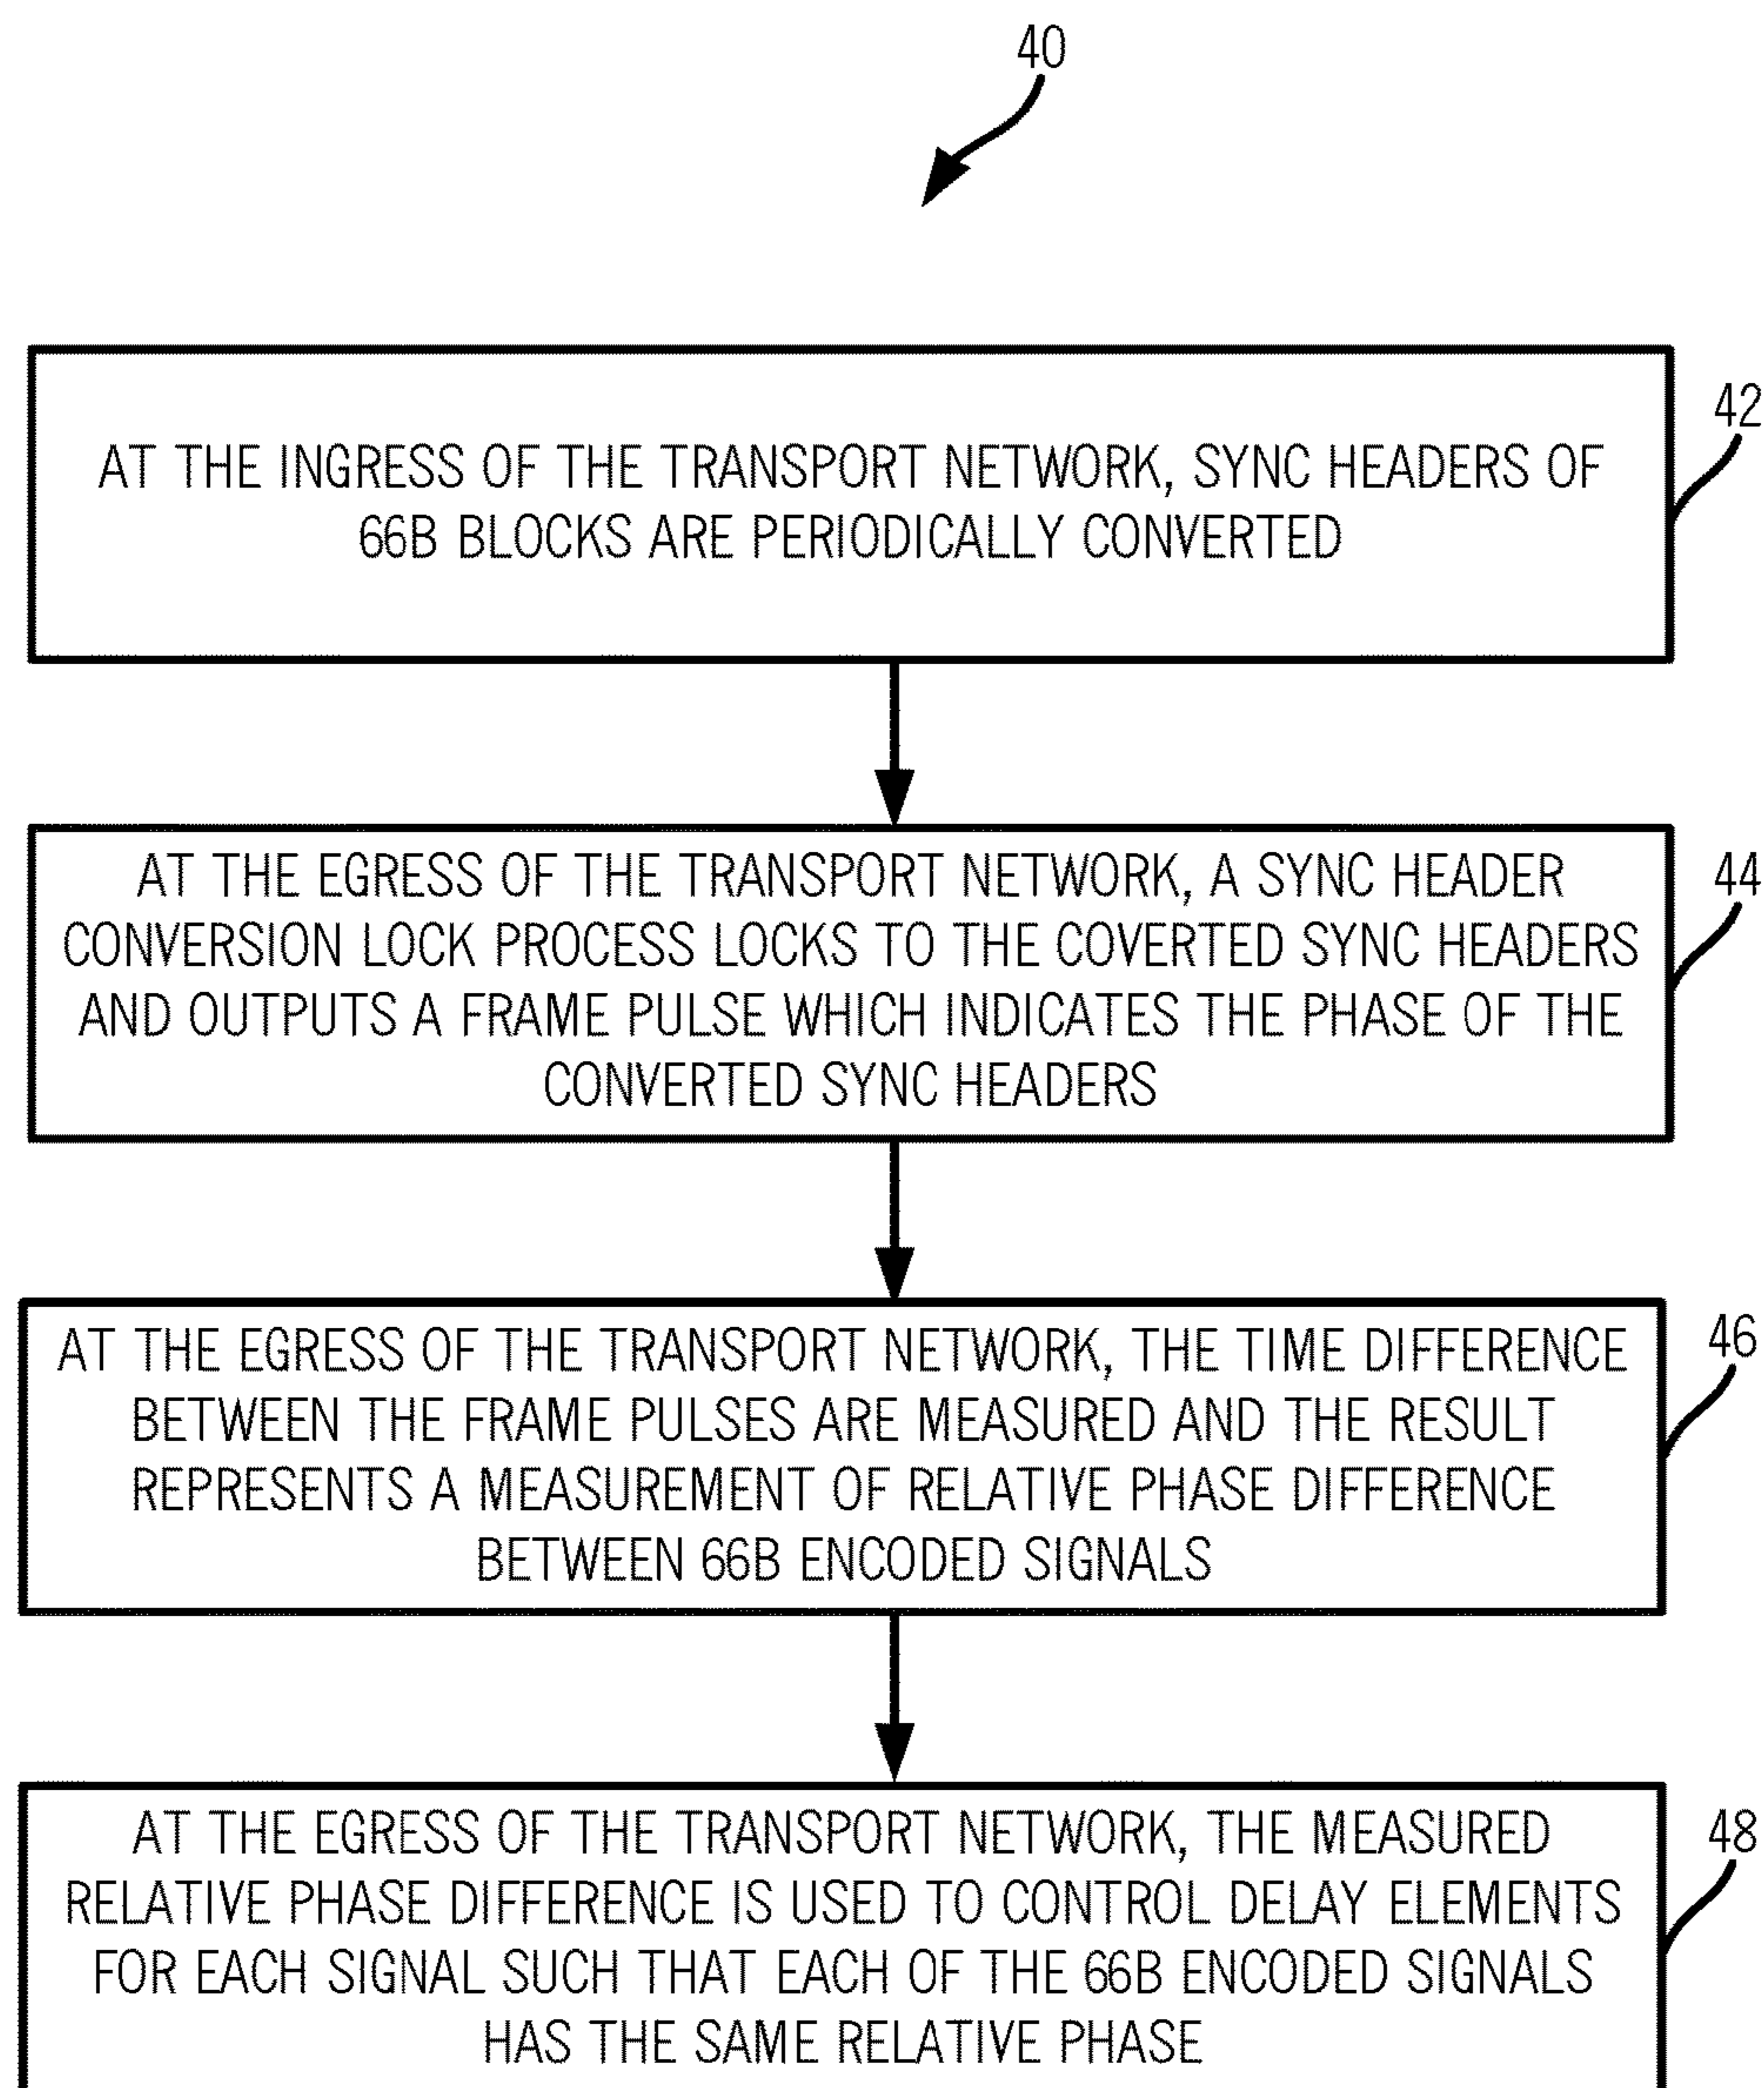 40
AT THE INGRESS OF THE TRANSPORT NETWORK, SYNC HEADERS OF
66B BLOCKS ARE PERIODICALLY CONVERTED
42
AT THE EGRESS OF THE TRANSPORT NETWORK, A SYNC HEADER
CONVERSION LOCK PROCESS LOCKS TO THE COVERTED SYNC HEADERS
AND OUTPUTS A FRAME PULSE WHICH INDICATES THE PHASE OF THE
CONVERTED SYNC HEADERS
44
AT THE EGRESS OF THE TRANSPORT NETWORK, THE TIME DIFFERENCE
BETWEEN THE FRAME PULSES ARE MEASURED AND THE RESULT
REPRESENTS A MEASUREMENT OF RELATIVE PHASE DIFFERENCE
BETWEEN 66B ENCODED SIGNALS
46
AT THE EGRESS OF THE TRANSPORT NETWORK, THE MEASURED
RELATIVE PHASE DIFFERENCE IS USED TO CONTROL DELAY ELEMENTS
FOR EACH SIGNAL SUCH THAT EACH OF THE 66B ENCODED SIGNALS
HAS THE SAME RELATIVE PHASE
48